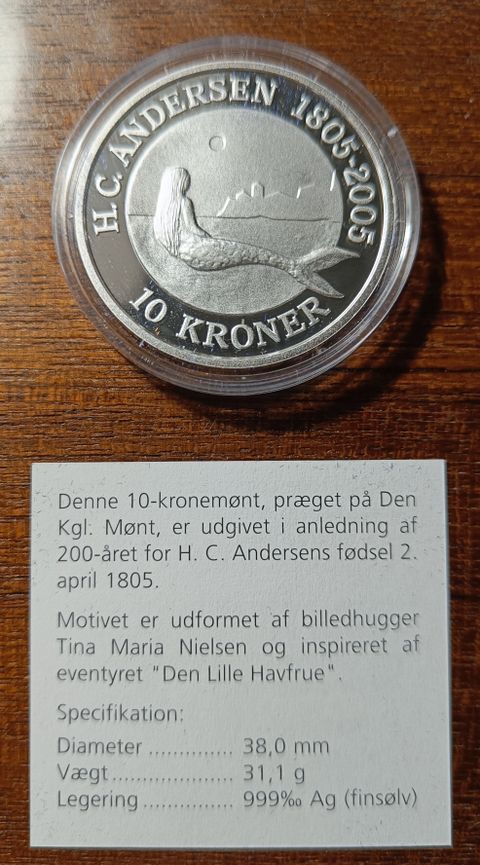 H. C. ANDERSEN 1805-2005
10 KRONER
Denne 10-kronemønt, præget på Den
Kgl. Mønt, er udgivet i anledning af
200-året for H. C. Andersens fødsel 2.
april 1805.
Motivet er udformet af billedhugger
Tina Maria Nielsen og inspireret af
eventyret "Den Lille Havfrue".
Specifikation:
Diameter .............. 38,0 mm
Vægt .................... 31,1 g
Legering ............... 999‰ Ag (finsølv)